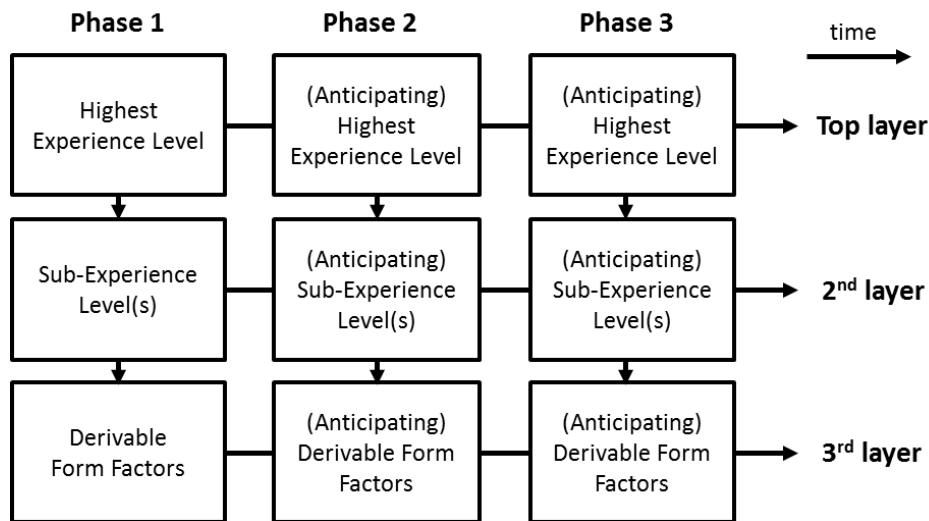 Phase 1
Phase 2
Phase 3
time
Highest
Experience Level
(Anticipating)
Highest
Experience Level
(Anticipating)
Highest
Experience Level
Top layer
Sub-Experience
Level(s)
(Anticipating)
Sub-Experience
Level(s)
(Anticipating)
Sub-Experience
Level(s)
2nd layer
Derivable
Form Factors
(Anticipating)
Derivable Form
Factors
(Anticipating)
Derivable Form
Factors
3rd layer